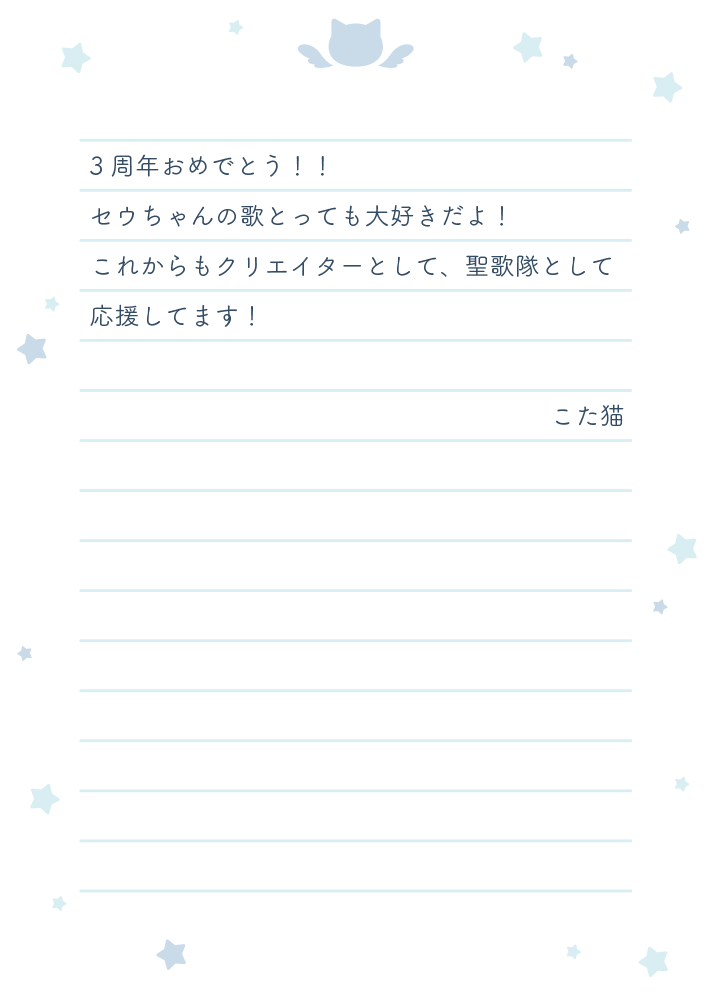 ３周年おめでとう！！
セウちゃんの歌とっても大好きだよ！
これからもクリエイターとして、聖歌隊として
応援してます！
こた猫